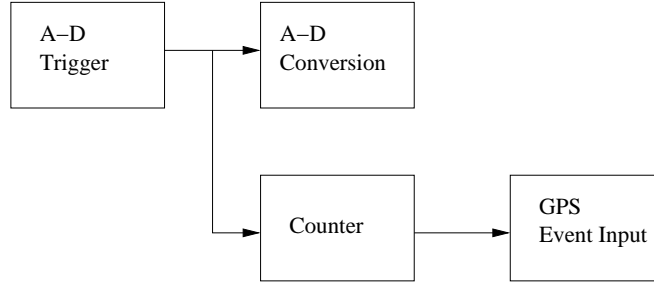 A−D
Trigger
A−D
Conversion
Counter
GPS
Event Input